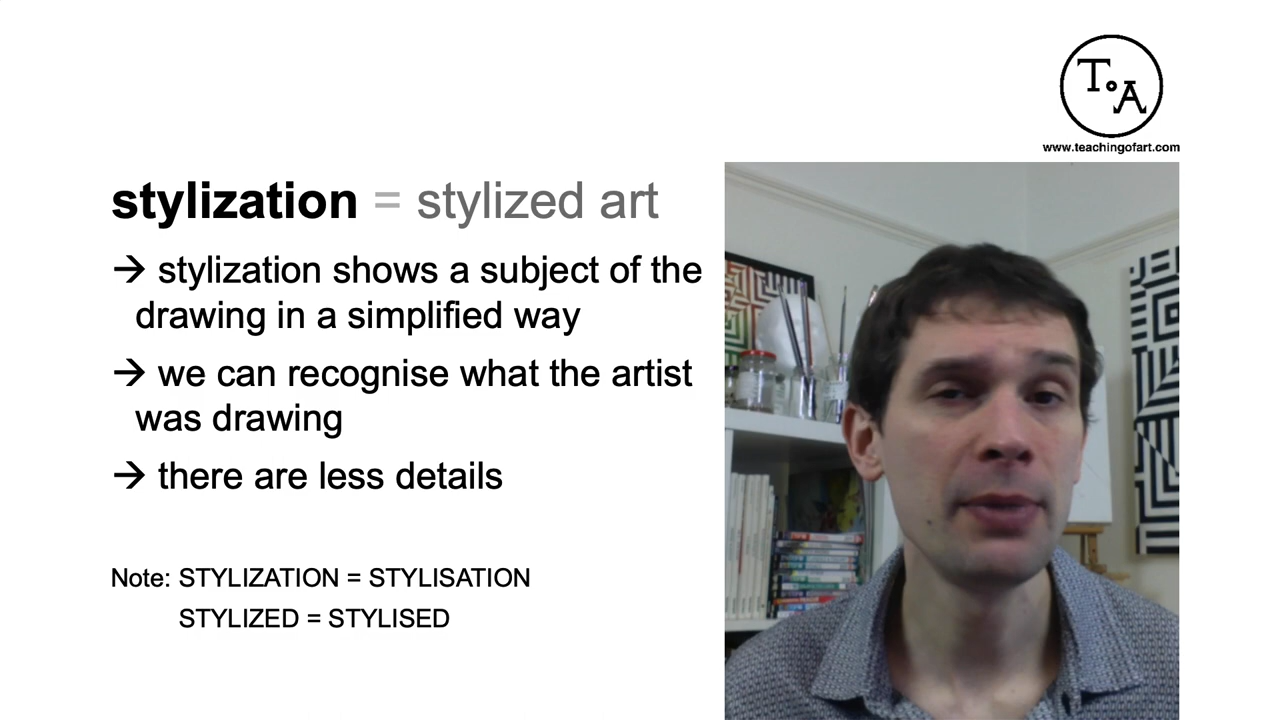 T o A
www.teachingofart.com
stylization = stylized art
→ stylization shows a subject of the
drawing in a simplified way
→ we can recognise what the artist
was drawing
→ there are less details
Note: STYLIZATION = STYLISATION
STYLIZED = STYLISED